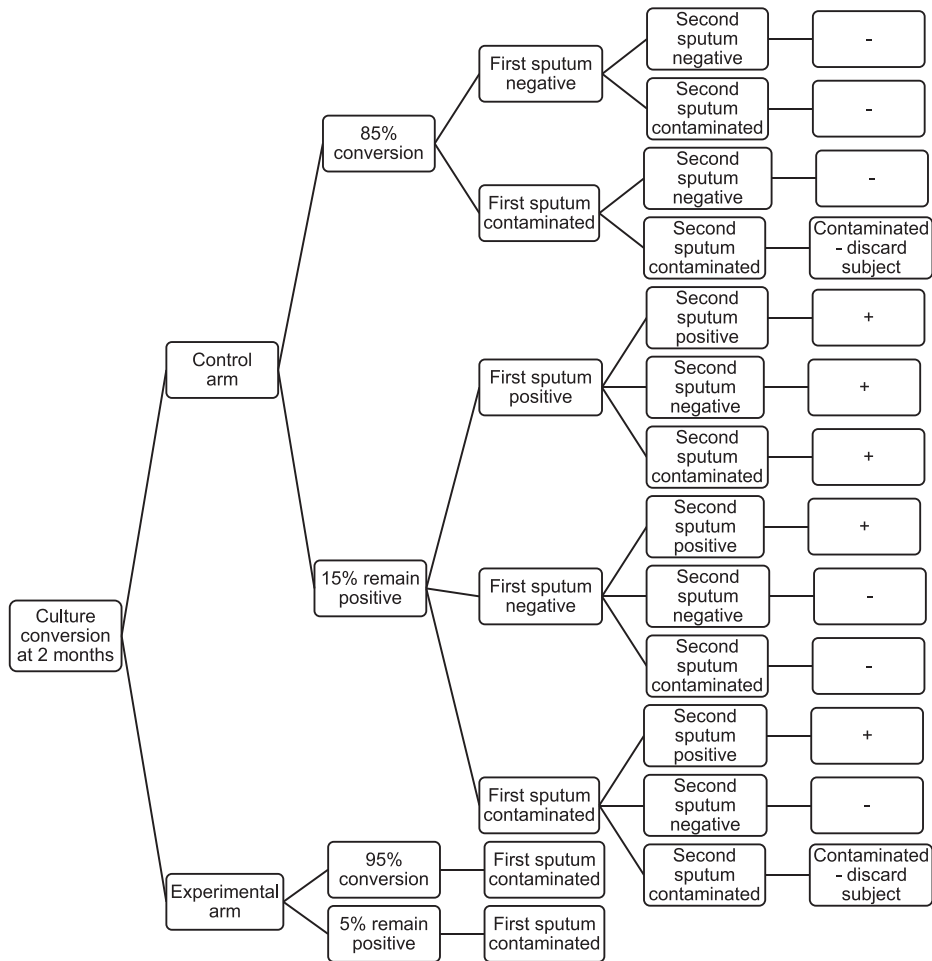 Culture
conversion
at 2 months
Control
arm
Experimental
arm
85%
conversion
15% remain
positive
95%
conversion
5% remain
positive
First sputum
negative
First sputum
contaminated
First sputum
positive
First sputum
negative
First sputum
contaminated
First sputum
contaminated
First sputum
contaminated
Second
sputum
negative
-
Second
sputum
contaminated
-
Second
sputum
negative
-
Second
sputum
contaminated
Contaminated
- discard
subject
Second
sputum
positive
+
Second
sputum
negative
+
Second
sputum
contaminated
+
Second
sputum
positive
+
Second
sputum
negative
-
Second
sputum
contaminated
-
Second
sputum
positive
+
Second
sputum
negative
-
Second
sputum
contaminated
Contaminated
- discard
subject